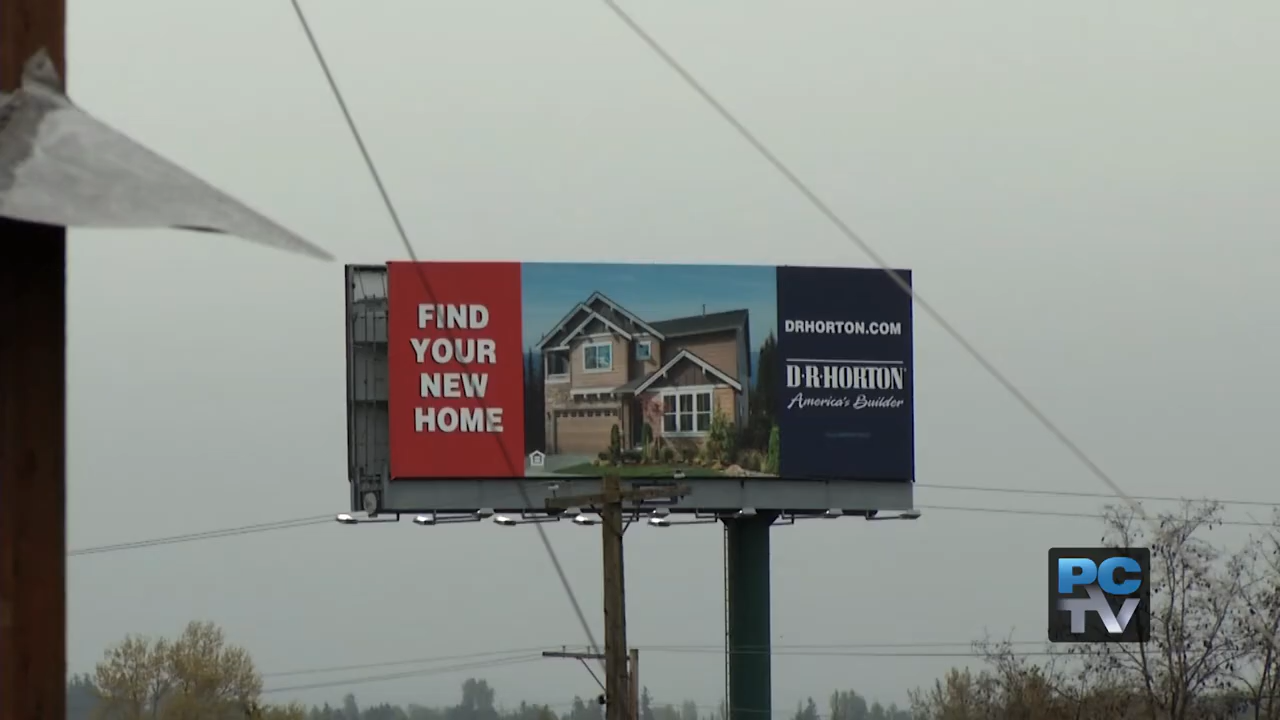 FIND
YOUR
NEW
HOME
DRHORTON.COM
D·R·HORTON
America's Builder
PC
TV